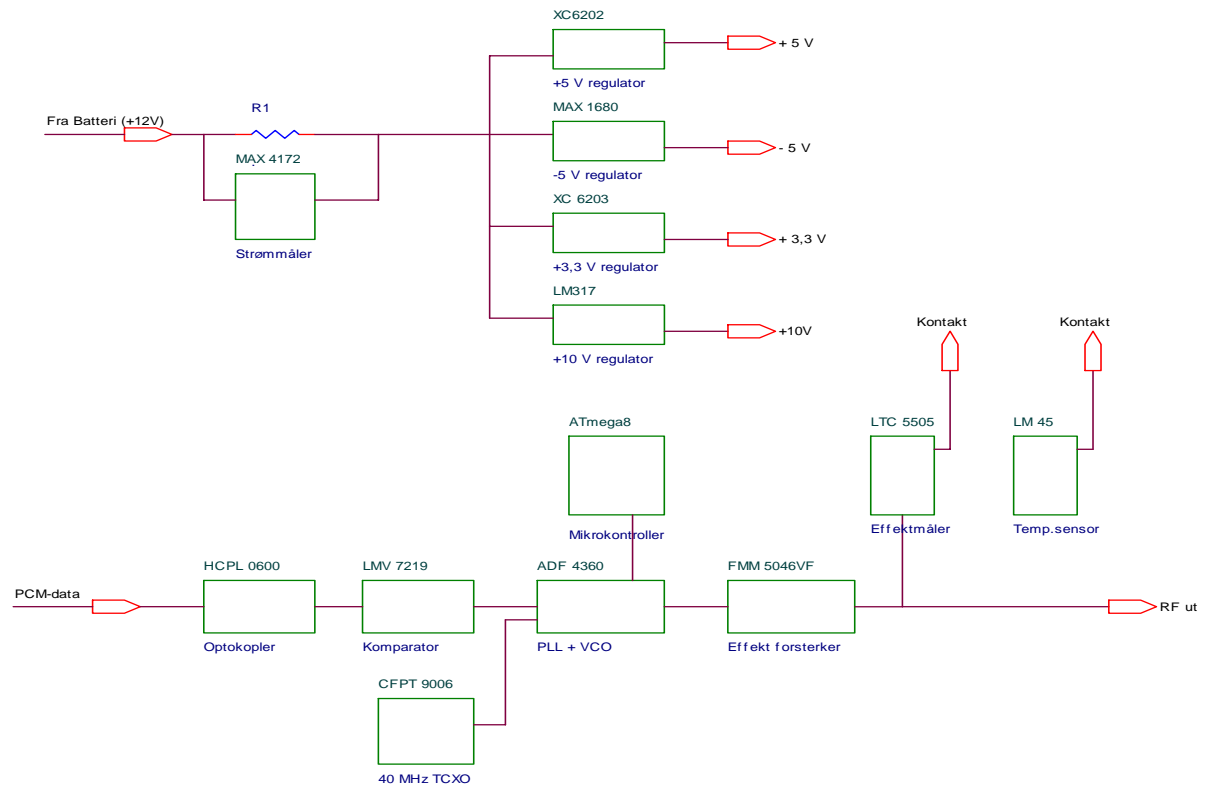 XC6202
+ 5 V
+5 V regulator
R1
Fra Batteri (+12V)
MAX 1680
- 5 V
-5 V regulator
MAX 4172
Strømmåler
XC 6203
+ 3,3 V
+3,3 V regulator
LM317
+10V
+10 V regulator
Kontakt
Kontakt
ATmega8
Mikrokontroller
LTC 5505
Effektmåler
LM 45
Temp.sensor
PCM-data
HCPL 0600
Optokopler
LMV 7219
Komparator
ADF 4360
PLL + VCO
FMM 5046VF
Effekt forsterker
RF ut
CFPT 9006
40 MHz TCXO